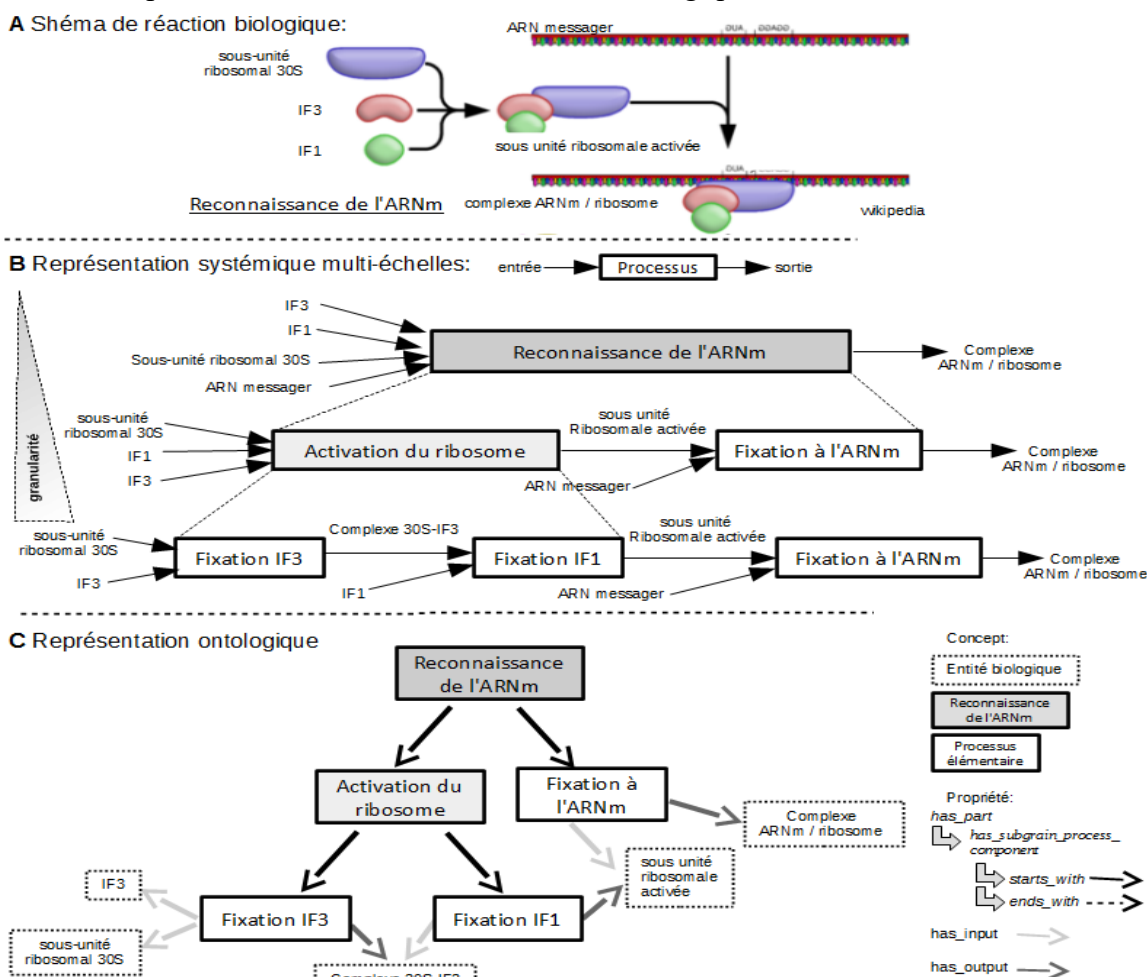 A Shéma de réaction biologique:
ARN messager
sous-unité
ribosomal 30S
IF3
IF1
sous unité ribosomale activée
Reconnaissance de l'ARNm
complexe ARNm / ribosome
wikipedia
B Représentation systémique multi-échelles:
entrée
Processus
sortie
granularité
IF3
IF1
Sous-unité ribosomal 30S
ARN messager
Reconnaissance de l'ARNm
Complexe
ARNm / ribosome
sous-unité
ribosomal 30S
IF1
IF3
Activation du ribosome
sous unité
Ribosomale activée
ARN messager
Fixation à l'ARNm
Complexe
ARNm / ribosome
sous-unité
ribosomal 30S
IF3
Fixation IF3
Complexe 30S-IF3
IF1
Fixation IF1
sous unité
Ribosomale activée
ARN messager
Fixation à l'ARNm
Complexe
ARNm / ribosome
C Représentation ontologique
Reconnaissance
de l'ARNm
Activation du
ribosome
Fixation à
l'ARNm
Complexe
ARNm / ribosome
sous unité
ribosomale
activée
IF3
Fixation IF3
Fixation IF1
sous-unité
ribosomal 30S
Complexe 30S-IF3
Concept:
Entité biologique
Reconnaissance
de l'ARNm
Processus
élémentaire
Propriété:
has_part
has_subgrain_process_
component
starts_with
ends_with
has_input
has_output